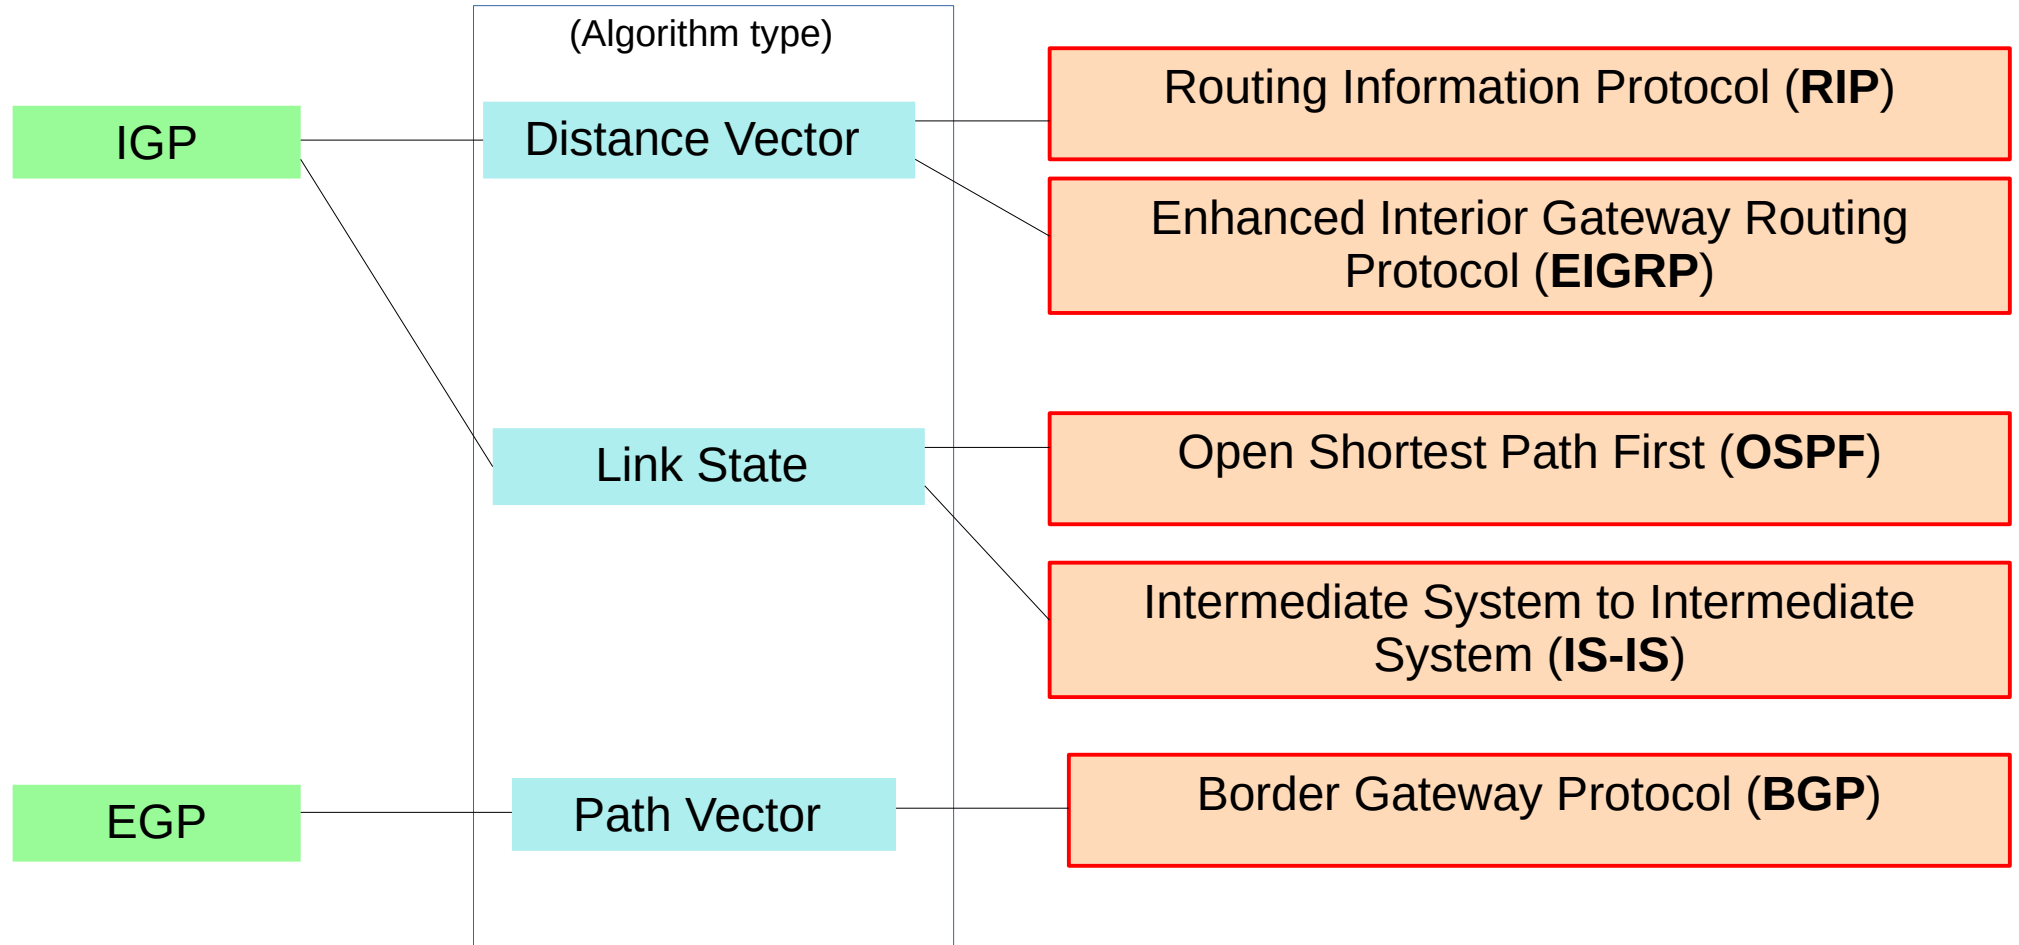 (Algorithm type)
IGP
Distance Vector
Routing Information Protocol (RIP)
Enhanced Interior Gateway Routing
Protocol (EIGRP)
Link State
Open Shortest Path First (OSPF)
Intermediate System to Intermediate
System (IS-IS)
EGP
Path Vector
Border Gateway Protocol (BGP)